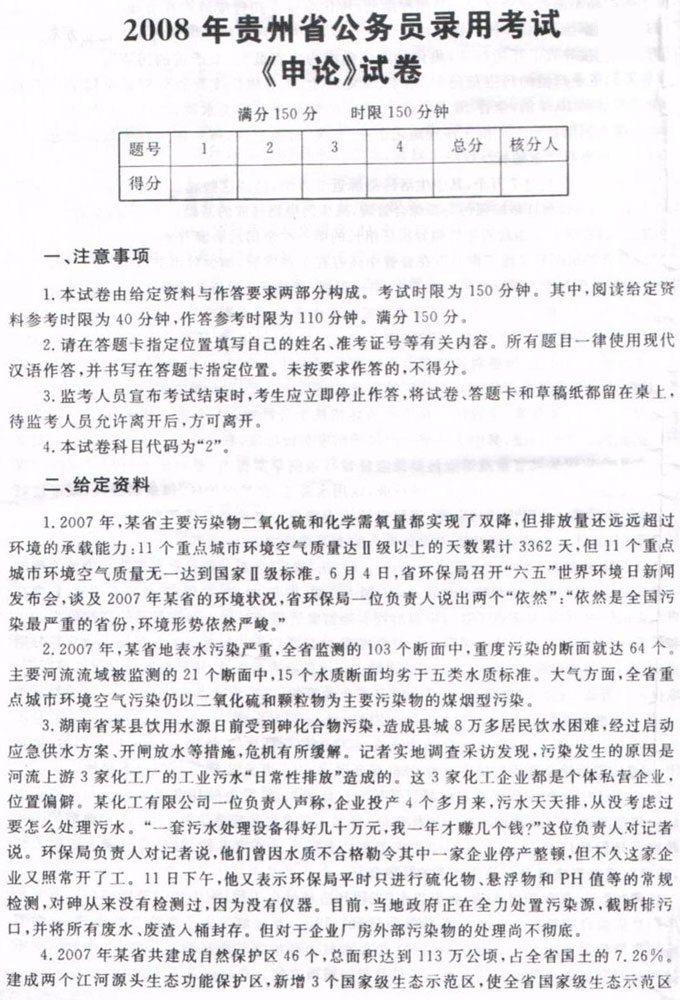 2008 年贵州省公务员录用考试
《申论》试卷
满分 150 分 时限 150 分钟
题号 1 2 3 4 总分 核分人
得分
一、注意事项
1.本试卷由给定资料与作答要求两部分构成。考试时限为 150 分钟。其中,阅读给定资
料参考时限为 40 分钟,作答参考时限为 110 分钟。满分 150 分。
2.请在答题卡指定位置填写自己的姓名、准考证号等有关内容。所有题目一律使用现代
汉语作答,并书写在答题卡指定位置。未按要求作答的,不得分。
3.监考人员宣布考试结束时,考生应立即停止作答,将试卷、答题卡和草稿纸都留在桌上,
待监考人员允许离开后,方可离开。
4.本试卷科目代码为“2”。
二、给定资料
1.2007 年,某省主要污染物二氧化硫和化学需氧量都实现了双降,但排放量还远远超过
环境的承载能力:11 个重点城市环境空气质量达Ⅱ级以上的天数累计 3362 天,但 11 个重点
城市环境空气质量无一达到国家Ⅱ级标准。6 月 4 日,省环保局召开“六五”世界环境日新闻
发布会,谈及 2007 年某省的环境状况,省环保局一位负责人说出两个“依然”:“依然是全国污
染最严重的省份,环境形势依然严峻。”
2.2007 年,某省地表水污染严重,全省监测的 103 个断面中,重度污染的断面就达 64 个。
主要河流流域被监测的 21 个断面中,15 个水质断面均劣于五类水质标准。大气方面,全省重
点城市环境空气污染仍以二氧化硫和颗粒物为主要污染物的煤烟型污染。
3.湖南省某县饮用水源日前受到砷化合物污染,造成县城 8 万多居民饮水困难,经过启动
应急供水方案、开闸放水等措施,危机有所缓解。记者实地调查采访发现,污染发生的原因是
河流上游 3 家化工厂的工业污水“日常性排放”造成的。这 3 家化工企业都是个体私营企业,
位置偏僻。某化工有限公司一位负责人声称,企业投产 4 个多月来,污水天天排,从没考虑过
要怎么处理污水。“一套污水处理设备得好几十万元,我一年才赚几个钱?”这位负责人对记者
说。环保局负责人对记者说,他们曾因水质不合格勒令其中一家企业停产整顿,但不久这家企
业又照常开了工。11 日下午,他又表示环保局平时只进行硫化物、悬浮物和 PH 值等的常规
检测,对砷从来没有检测过,因为没有仪器。目前,当地政府正在全力处置污染源,截断排污
口,并将所有废水、废渣人桶封存。但对于企业厂房外部污染物的处理尚不彻底。
4.2007 年某省共建成自然保护区 46 个,总面积达到 113 万公顷,占全省国土的 7.26%。
建成两个江河源头生态功能保护区,新增 3 个国家级生态示范区,使全省国家级生态示范区